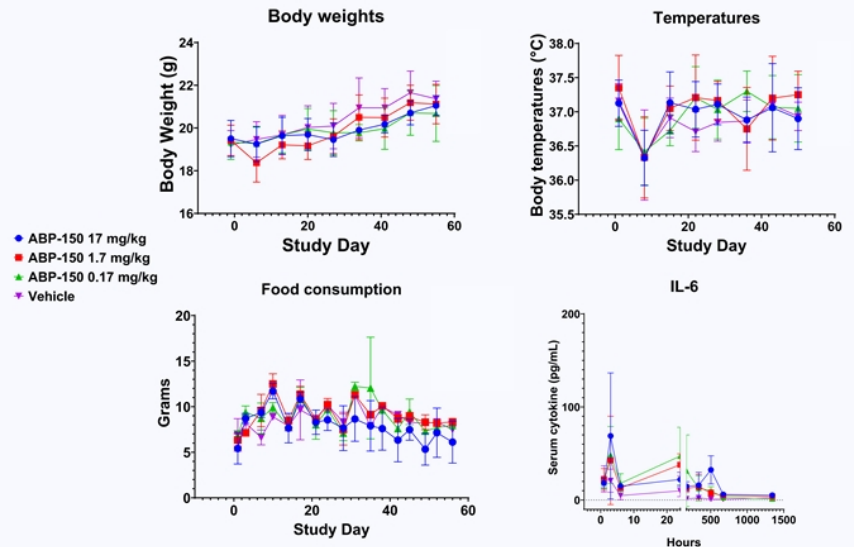 Body weights
Body Weight (g)
24
22
20
18
16
0
20
40
60
Study Day
Temperatures
Body temperatures (°C)
38.0
37.5
37.0
36.5
36.0
35.5
0
20
40
60
Study Day
ABP-150 17 mg/kg
ABP-150 1.7 mg/kg
ABP-150 0.17 mg/kg
Vehicle
Food consumption
Grams
20
15
10
5
0
0
20
40
60
Study Day
IL-6
Serum cytokine (pg/mL)
200
100
0
0
10
20
500
1000
1500
Hours